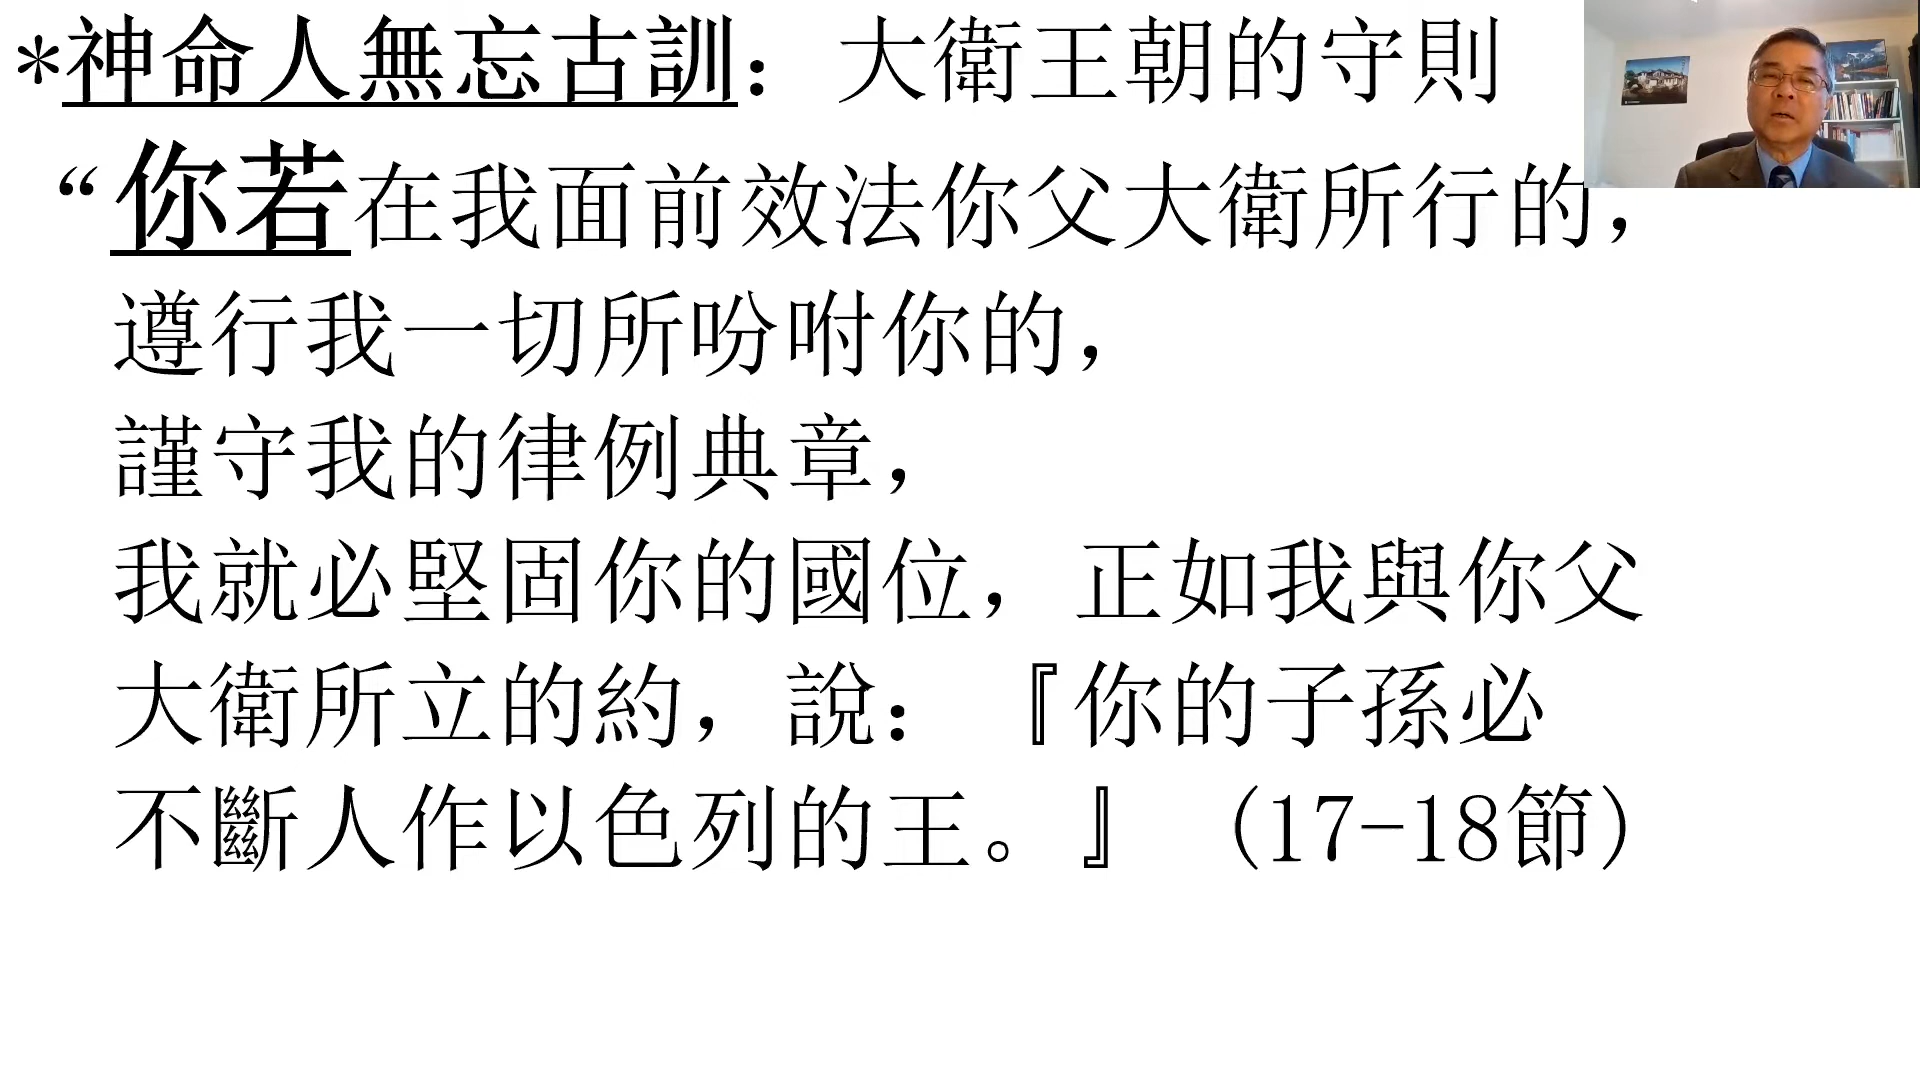 *神命人無忘古訓：大衛王朝的守則
“你若在我面前效法你父大衛所行的，
遵行我一切所吩咐你的，
謹守我的律例典章，
我就必堅固你的國位，正如我與你父
大衛所立的約，說：『你的子孫必
不斷人作以色列的王。』（17-18節）